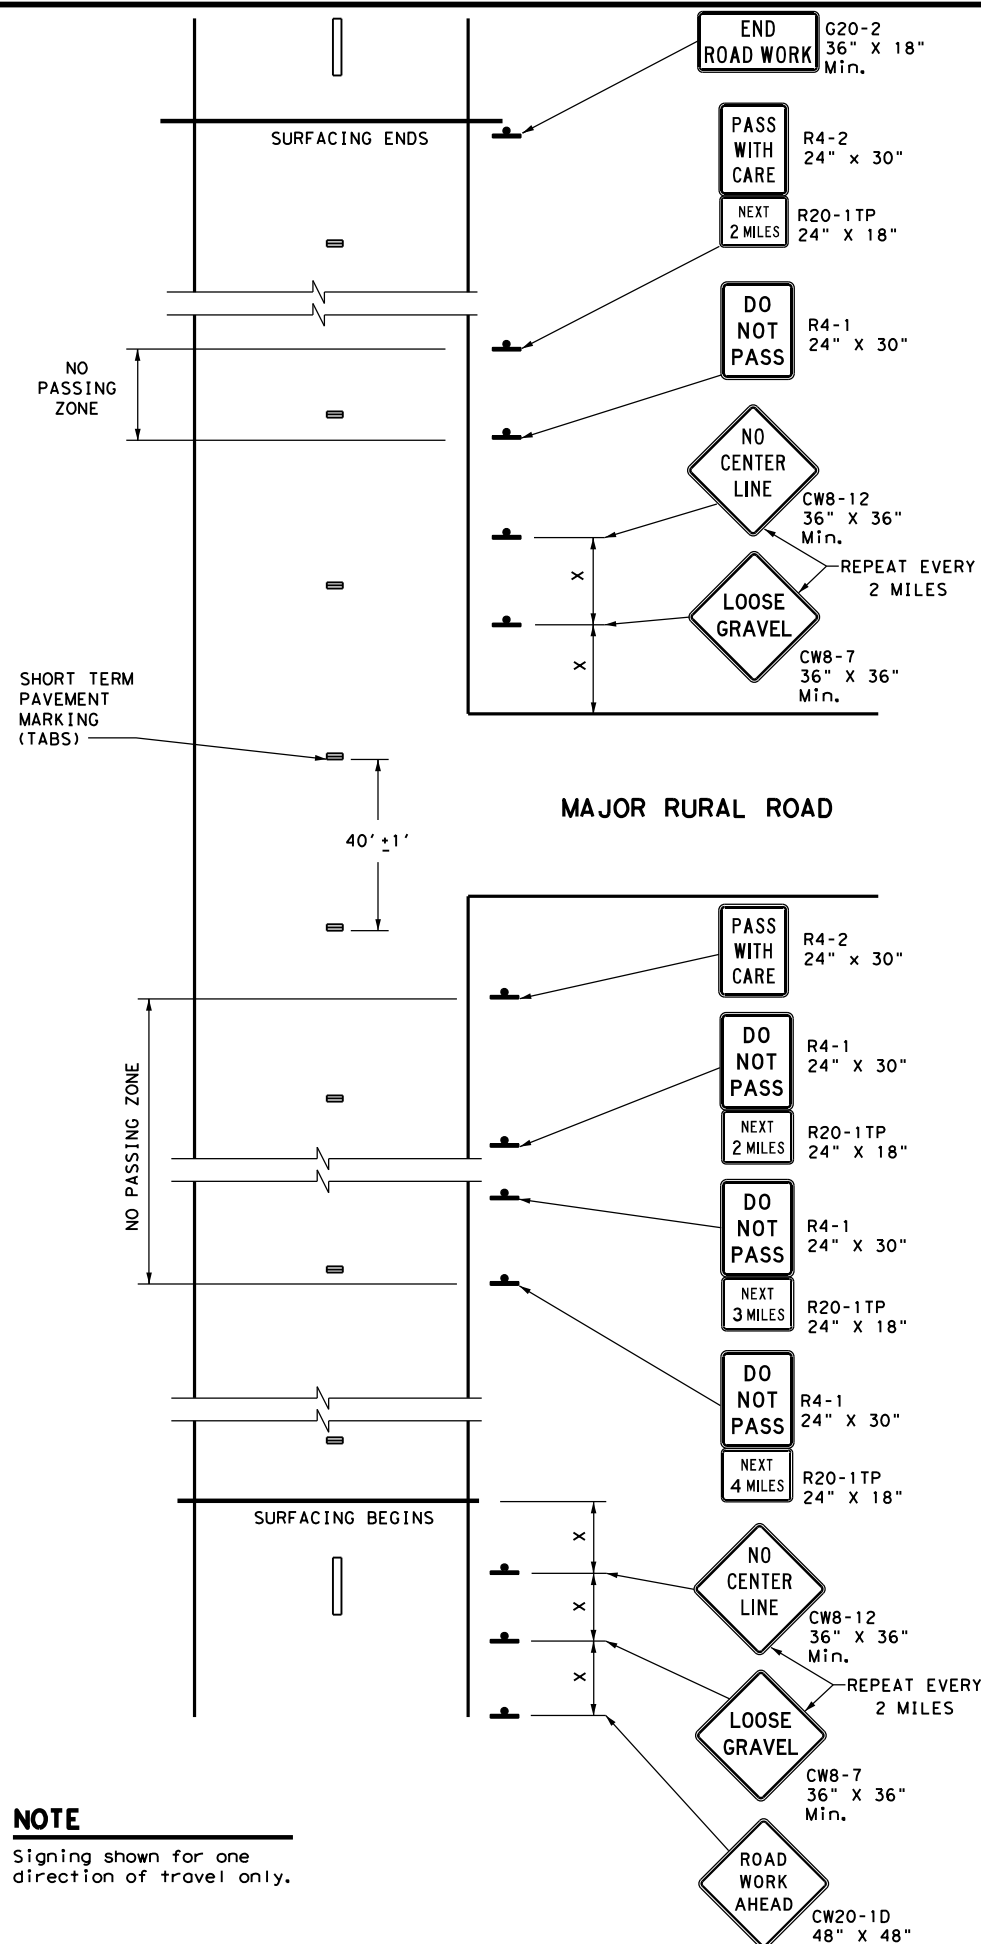 END
ROAD WORK
G20-2
36" X 18"
Min.
SURFACING ENDS
PASS
WITH
CARE
R4-2
24" x 30"
NEXT
2 MILES
R20-1TP
24" X 18"
DO
NOT
PASS
R4-1
24" X 30"
NO
PASSING
ZONE
NO
CENTER
LINE
CW8-12
36" X 36"
Min.
REPEAT EVERY
2 MILES
X
LOOSE
GRAVEL
CW8-7
36" X 36"
Min.
X
SHORT TERM
PAVEMENT
MARKING
(TABS)
MAJOR RURAL ROAD
40' ±1'
PASS
WITH
CARE
R4-2
24" x 30"
NO PASSING ZONE
DO
NOT
PASS
R4-1
24" X 30"
NEXT
2 MILES
R20-1TP
24" X 18"
DO
NOT
PASS
R4-1
24" X 30"
NEXT
3 MILES
R20-1TP
24" X 18"
DO
NOT
PASS
R4-1
24" X 30"
NEXT
4 MILES
R20-1TP
24" X 18"
SURFACING BEGINS
X
NO
CENTER
LINE
CW8-12
36" X 36"
Min.
X
REPEAT EVERY
2 MILES
X
LOOSE
GRAVEL
CW8-7
36" X 36"
Min.
NOTE
Signing shown for one
direction of travel only.
ROAD
WORK
AHEAD
CW20-1D
48" X 48"